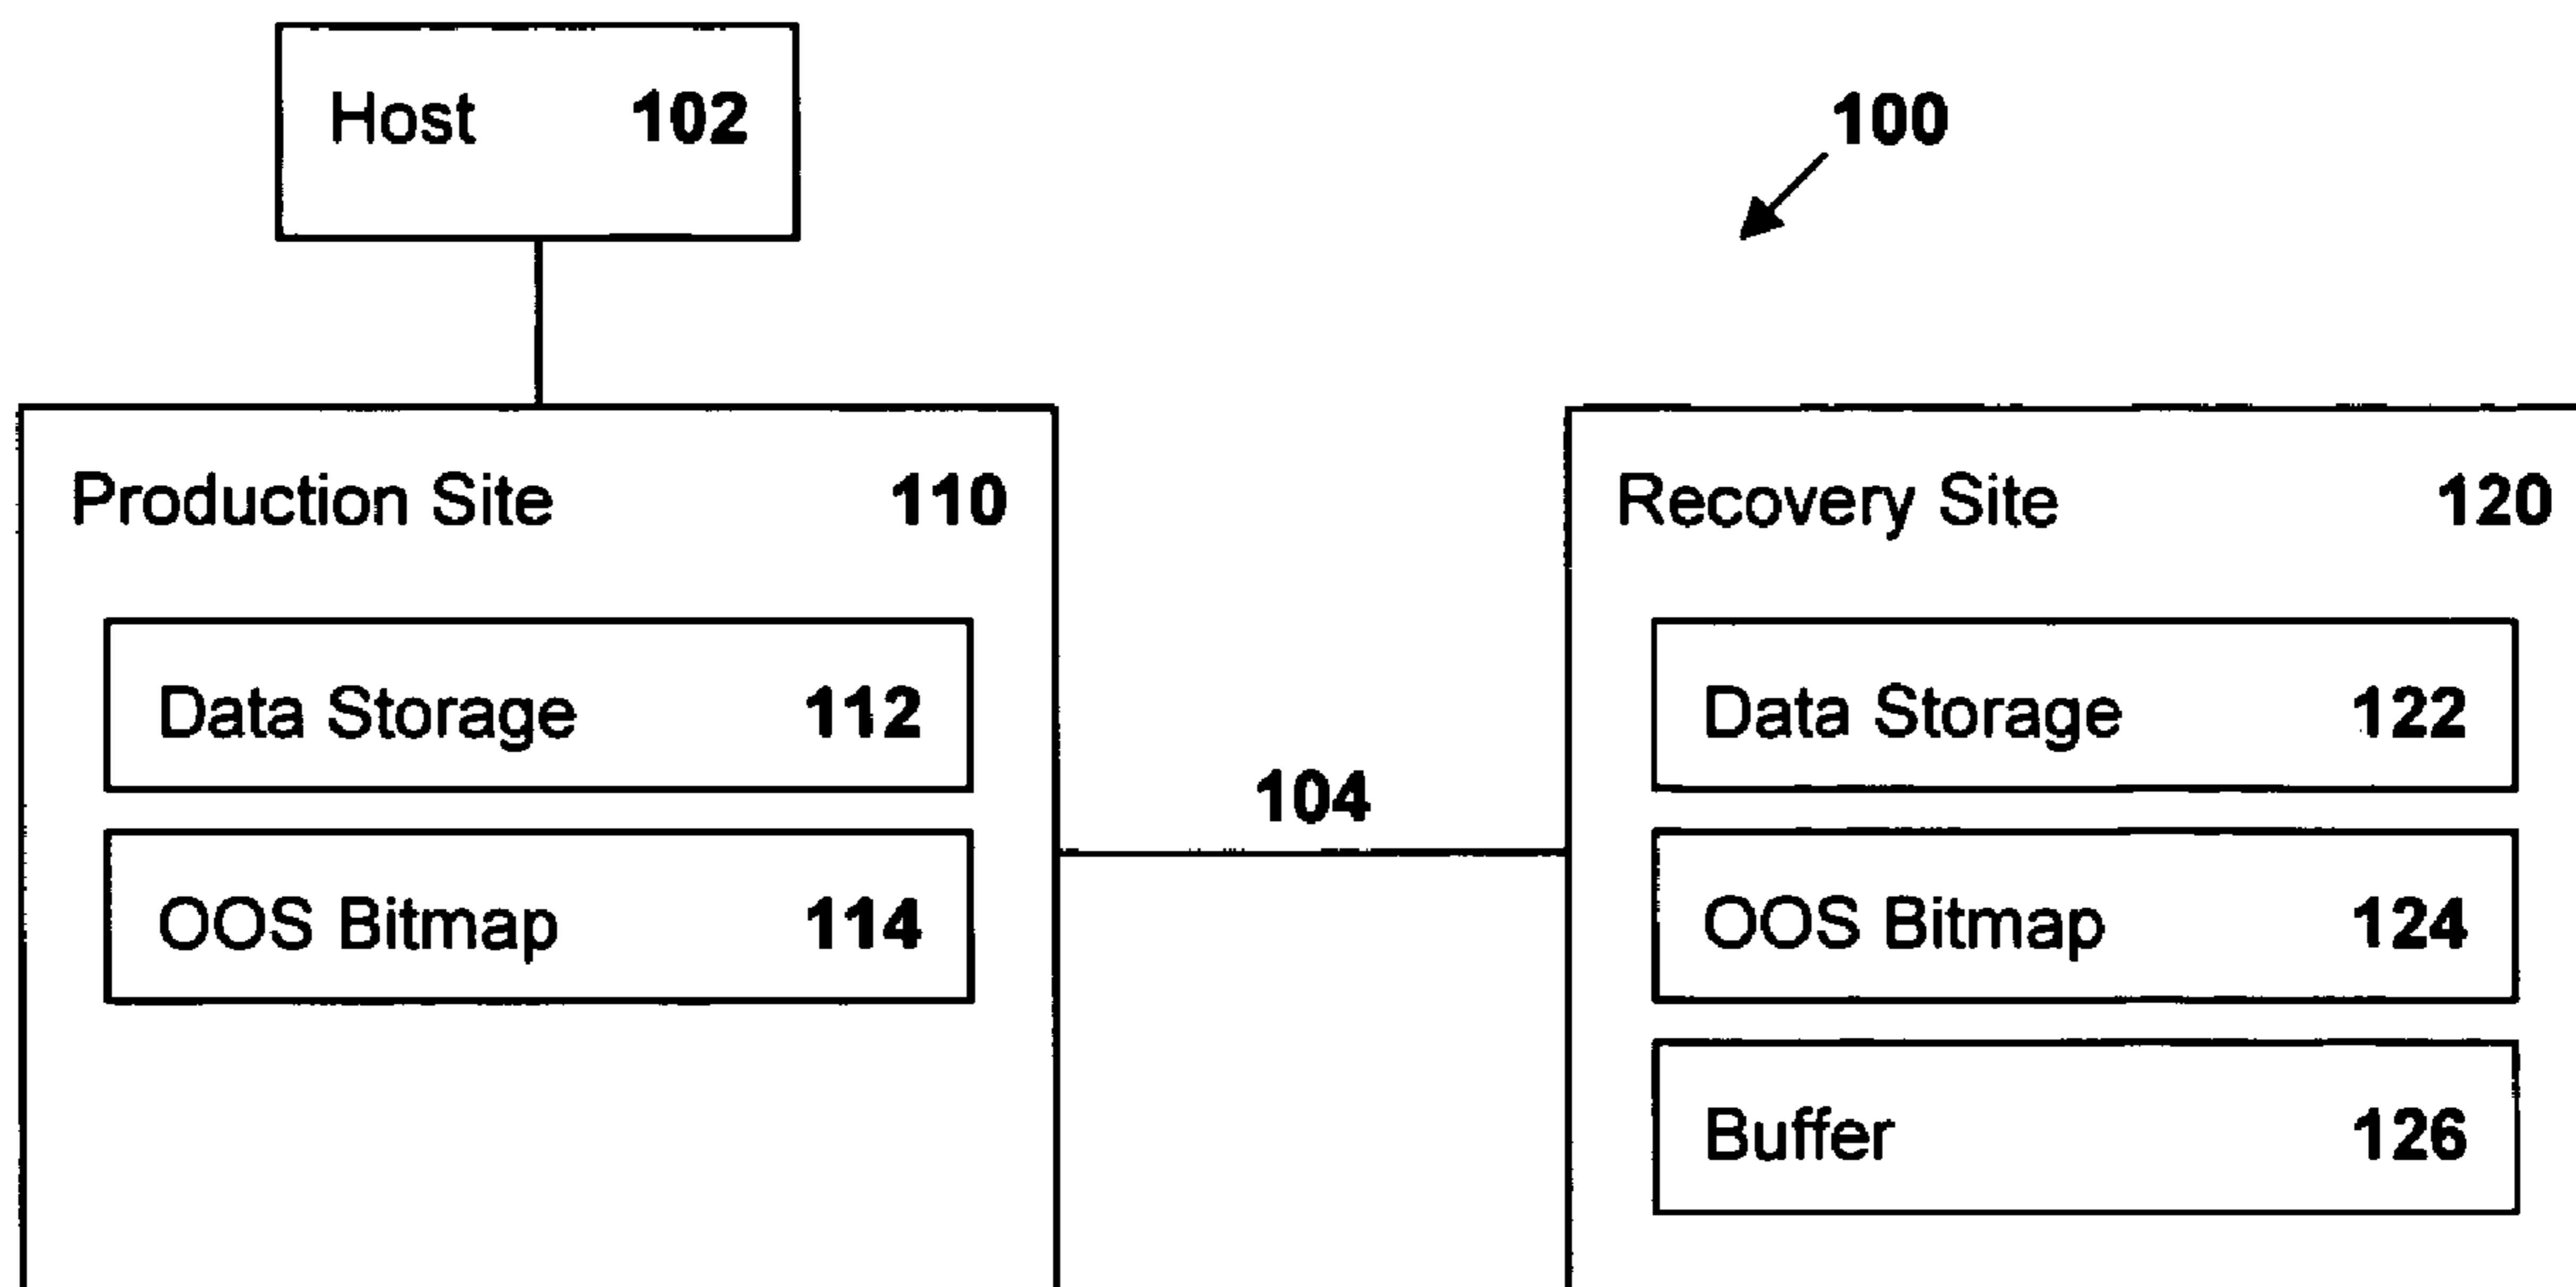 Host 102
100
Production Site 110
Data Storage 112
OOS Bitmap 114
104
Recovery Site 120
Data Storage 122
OOS Bitmap 124
Buffer 126